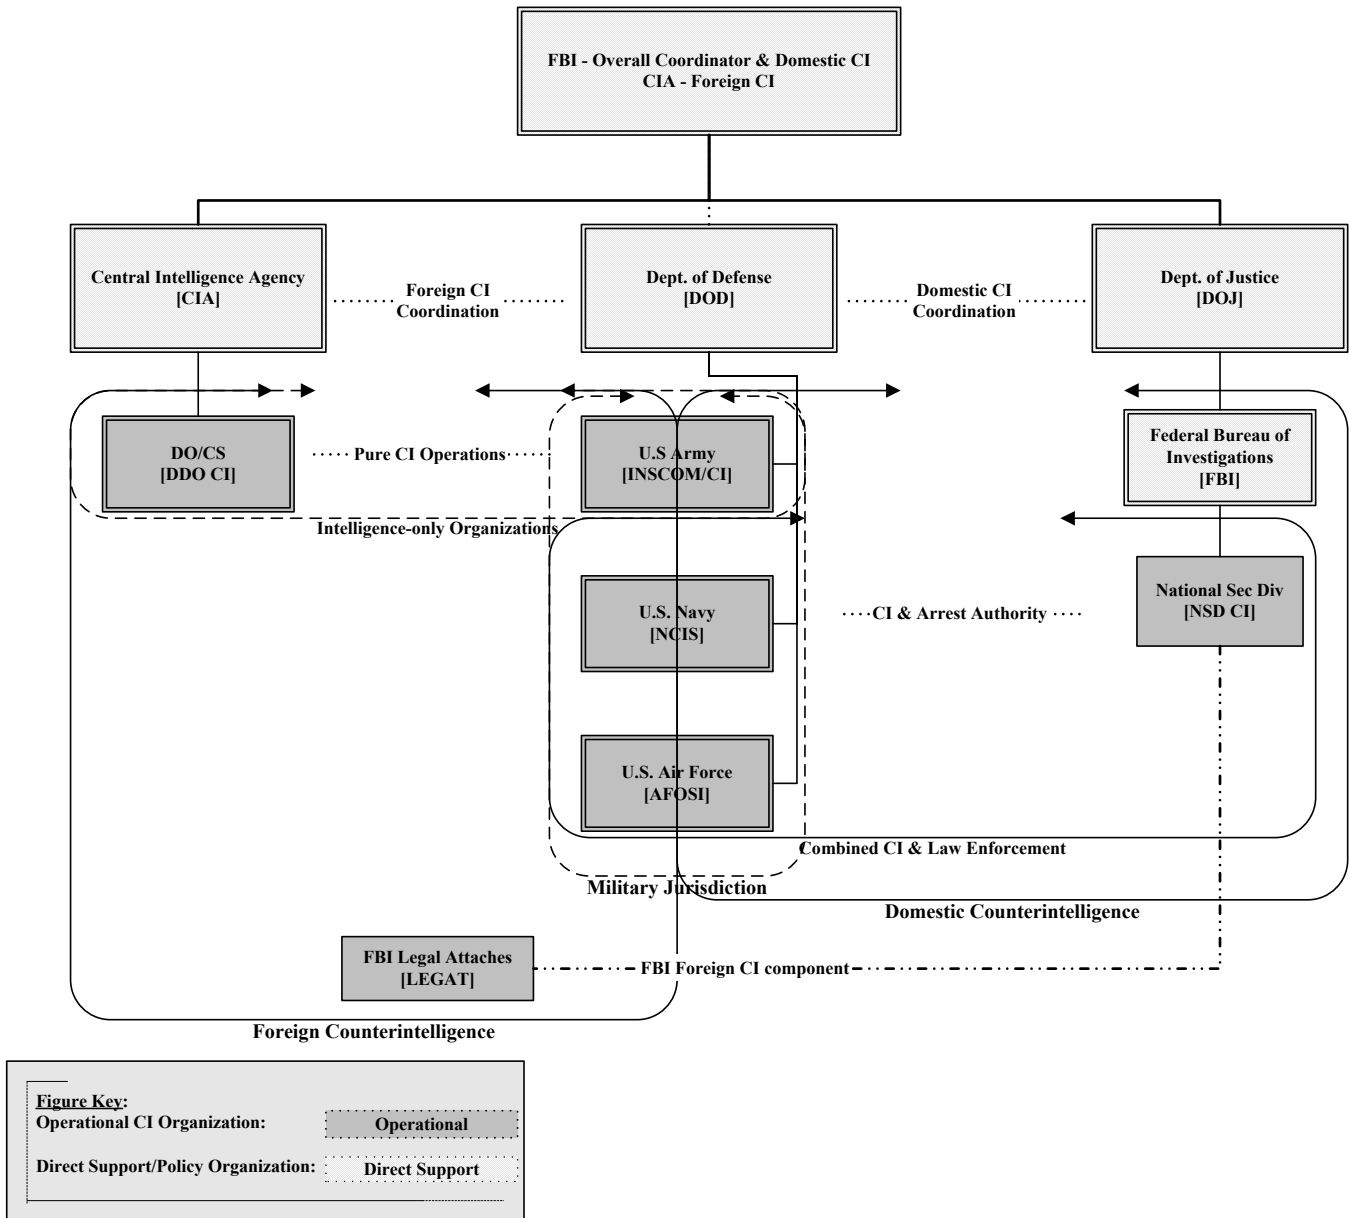 FBI - Overall Coordinator & Domestic CI
CIA - Foreign CI
Central Intelligence Agency
[CIA]
Foreign CI
Coordination
Dept. of Defense
[DOD]
Domestic CI
Coordination
Dept. of Justice
[DOJ]
DO/CS
[DDO CI]
Pure CI Operations
U.S Army
[INSCOM/CI]
Federal Bureau of
Investigations
[FBI]
Intelligence-only Organizations
U.S. Navy
[NCIS]
CI & Arrest Authority
National Sec Div
[NSD CI]
U.S. Air Force
[AFOSI]
Combined CI & Law Enforcement
Military Jurisdiction
Domestic Counterintelligence
FBI Legal Attaches
[LEGAT]
FBI Foreign CI component
Foreign Counterintelligence
Figure Key:
Operational CI Organization:
Operational
Direct Support/Policy Organization:
Direct Support